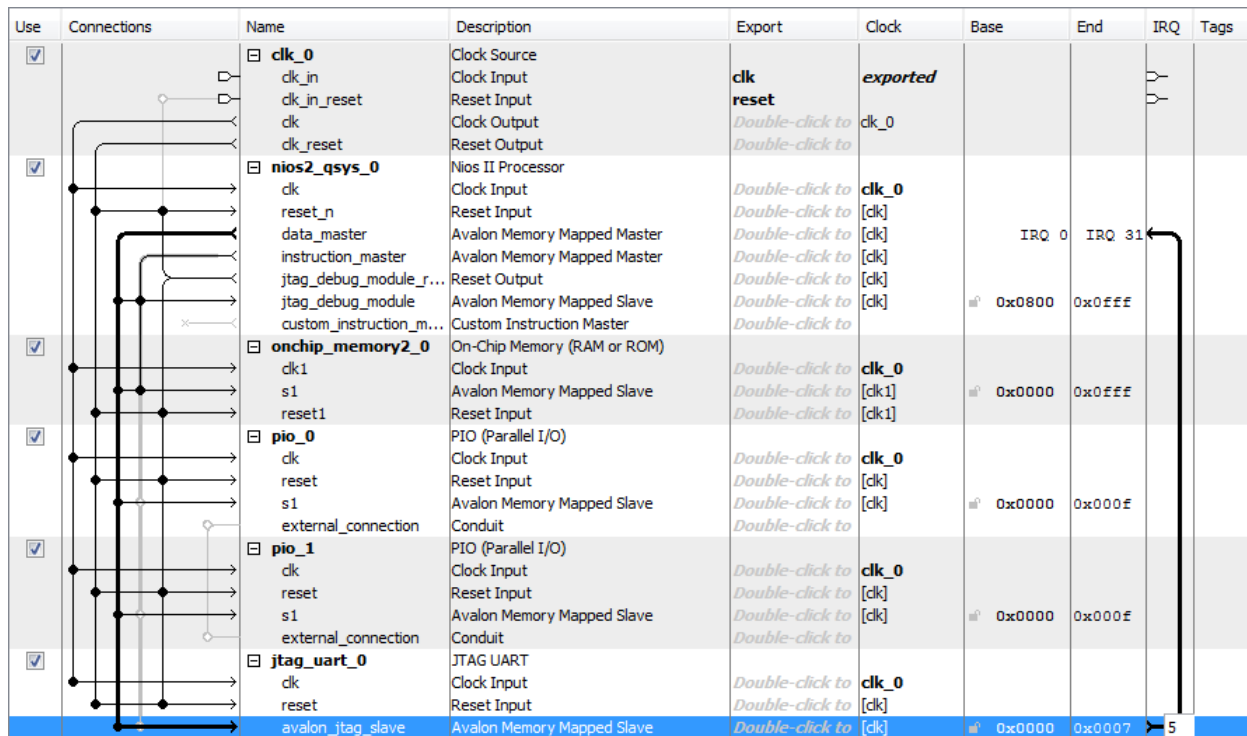 Use Connections Name Description Export Clock Base End IRQ Tags
clk_0 Clock Source
clk_in Clock Input clk exported
clk_in_reset Reset Input reset
clk Clock Output Double-click to clk_0
clk_reset Reset Output Double-click to
nios2_qsys_0 Nios II Processor
clk Clock Input Double-click to clk_0
reset_n Reset Input Double-click to [clk]
data_master Avalon Memory Mapped Master Double-click to [clk] IRQ 0 IRQ 31
instruction_master Avalon Memory Mapped Master Double-click to [clk]
jtag_debug_module_r... Reset Output Double-click to [clk]
jtag_debug_module Avalon Memory Mapped Slave Double-click to [clk] 0x0800 0x0fff
custom_instruction_m... Custom Instruction Master Double-click to
onchip_memory2_0 On-Chip Memory (RAM or ROM)
clk1 Clock Input Double-click to clk_0
s1 Avalon Memory Mapped Slave Double-click to [clk1] 0x0000 0x0fff
reset1 Reset Input Double-click to [clk1]
pio_0 PIO (Parallel I/O)
clk Clock Input Double-click to clk_0
reset Reset Input Double-click to [clk]
s1 Avalon Memory Mapped Slave Double-click to [clk] 0x0000 0x000f
external_connection Conduit Double-click to
pio_1 PIO (Parallel I/O)
clk Clock Input Double-click to clk_0
reset Reset Input Double-click to [clk]
s1 Avalon Memory Mapped Slave Double-click to [clk] 0x0000 0x000f
external_connection Conduit Double-click to
jtag_uart_0 JTAG UART
clk Clock Input Double-click to clk_0
reset Reset Input Double-click to [clk]
avalon_jtag_slave Avalon Memory Mapped Slave Double-click to [clk] 0x0000 0x0007 5